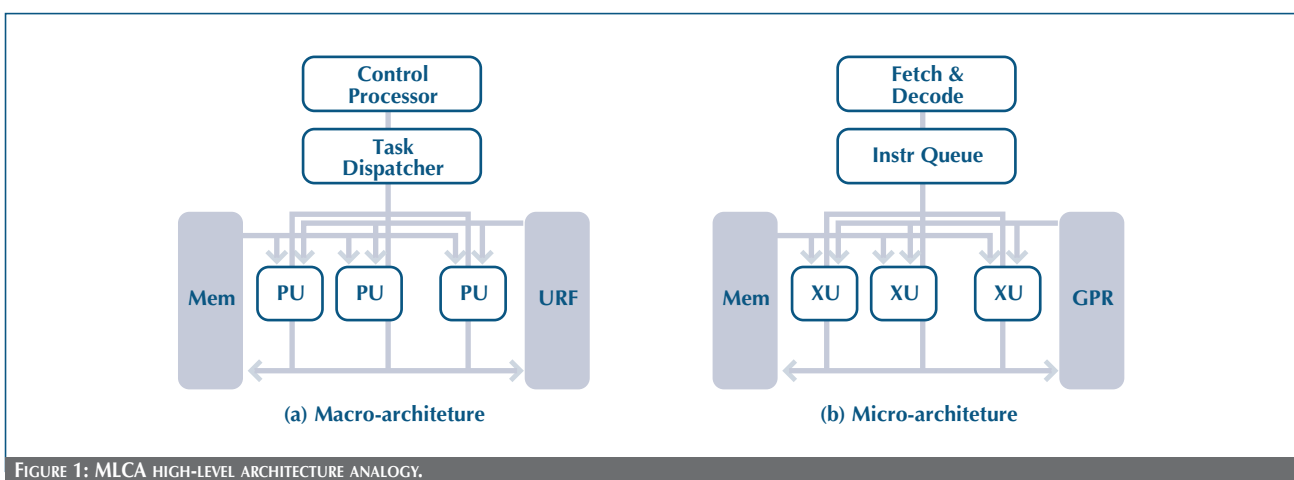 Control
Processor
Task
Dispatcher
Mem
PU
PU
PU
URF
(a) Macro-architeture
Fetch &
Decode
Instr Queue
Mem
XU
XU
XU
GPR
(b) Micro-architecture
FIGURE 1: MLCA HIGH-LEVEL ARCHITECTURE ANALOGY.